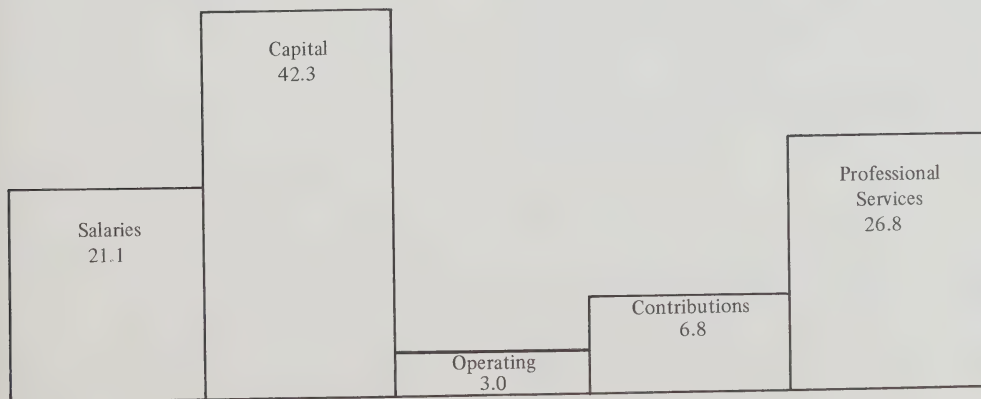 Salaries
21.1
Capital
42.3
Operating
3.0
Contributions
6.8
Professional
Services
26.8